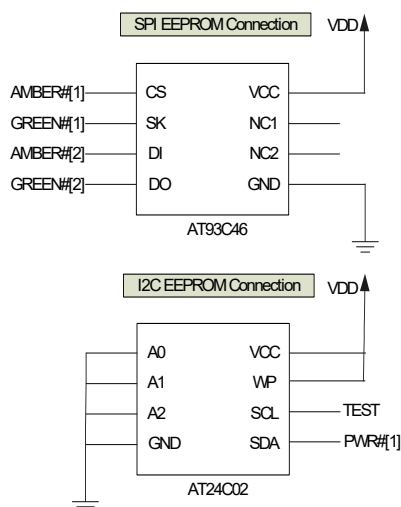 SPI EEPROM Connection
VDD
AMBER#[1]
CS
VCC
GREEN#[1]
SK
NC1
AMBER#[2]
DI
NC2
GREEN#[2]
DO
GND
AT93C46
I2C EEPROM Connection
VDD
A0
VCC
A1
WP
A2
SCL
TEST
GND
SDA
PWR#[1]
AT24C02